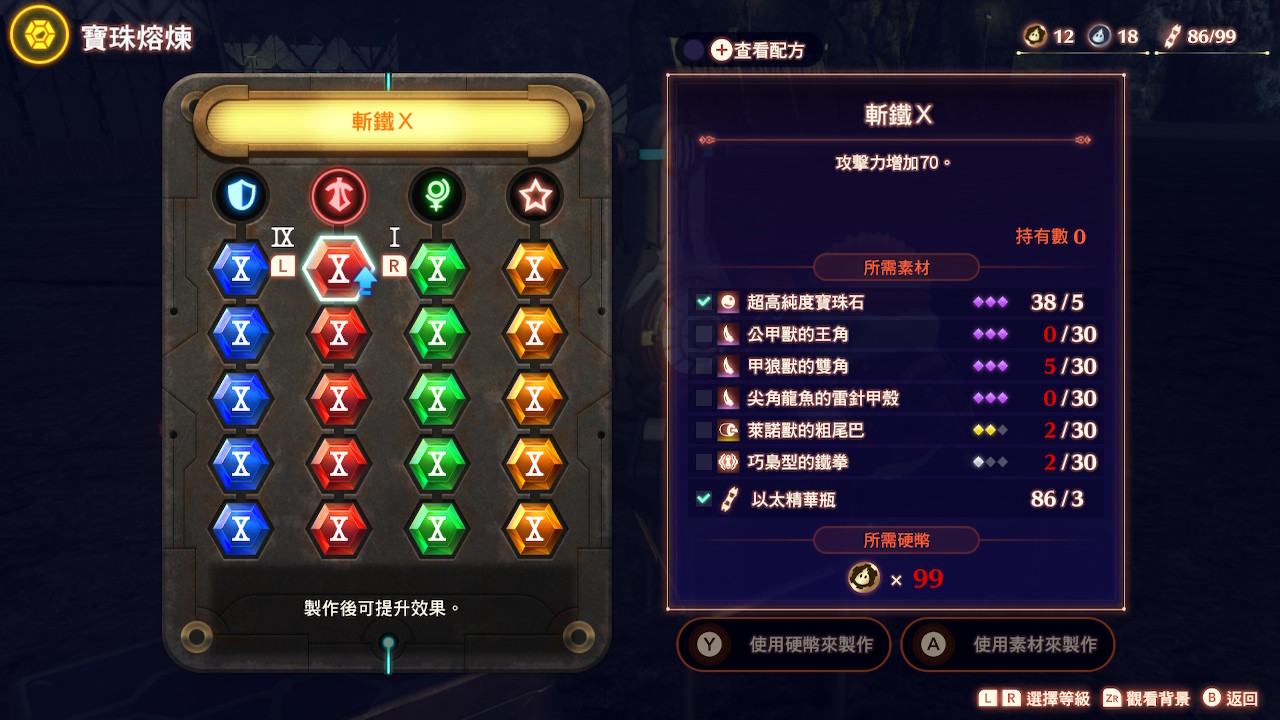 寶珠熔煉
12 18 86/99
+查看配方
斬鐵X
IX I
L R
X X X X
X X X X
X X X X
X X X X
X X X X
製作後可提升效果。
斬鐵X
攻擊力增加70。
持有數 0
所需素材
超高純度寶珠石 38/5
公甲獸的王角 0/30
甲狼獸的雙角 5/30
尖角龍魚的雷針甲殼 0/30
萊諾獸的粗尾巴 2/30
巧梟型的鐵拳 2/30
以太精華瓶 86/3
所需硬幣
× 99
Y 使用硬幣來製作 A 使用素材來製作
L R 選擇等級 ZR 觀看背景 B 返回